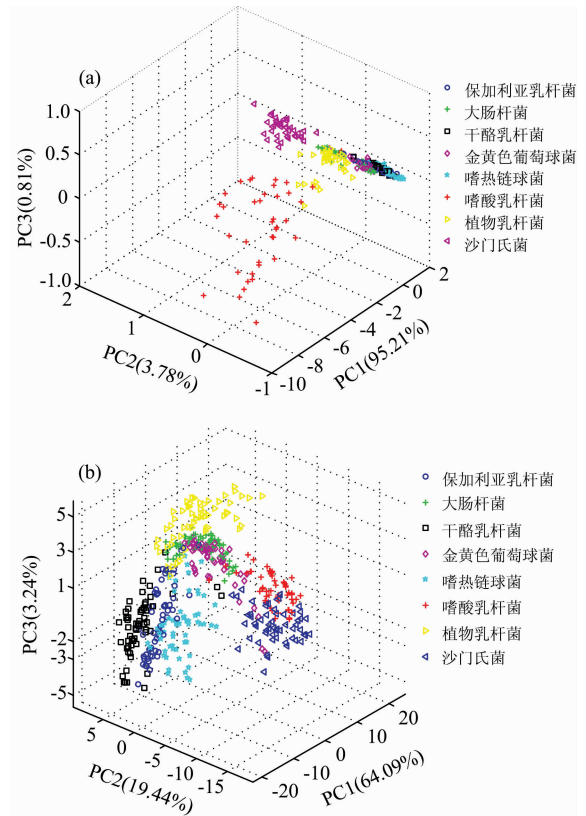 (a)
保加利亚乳杆菌
大肠杆菌
干酪乳杆菌
金黄色葡萄球菌
嗜热链球菌
嗜酸乳杆菌
植物乳杆菌
沙门氏菌
PC3(0.81%)
1.0
0.5
0
-0.5
-1.0
2
1
0
-1
PC2(3.78%)
-10
-8
-6
-4
-2
0
2
PC1(95.21%)
(b)
保加利亚乳杆菌
大肠杆菌
干酪乳杆菌
金黄色葡萄球菌
嗜热链球菌
嗜酸乳杆菌
植物乳杆菌
沙门氏菌
PC3(3.24%)
5
3
1
-2
-3
-5
5
0
-5
-10
-15
PC2(19.44%)
-20
-10
0
10
20
PC1(64.09%)